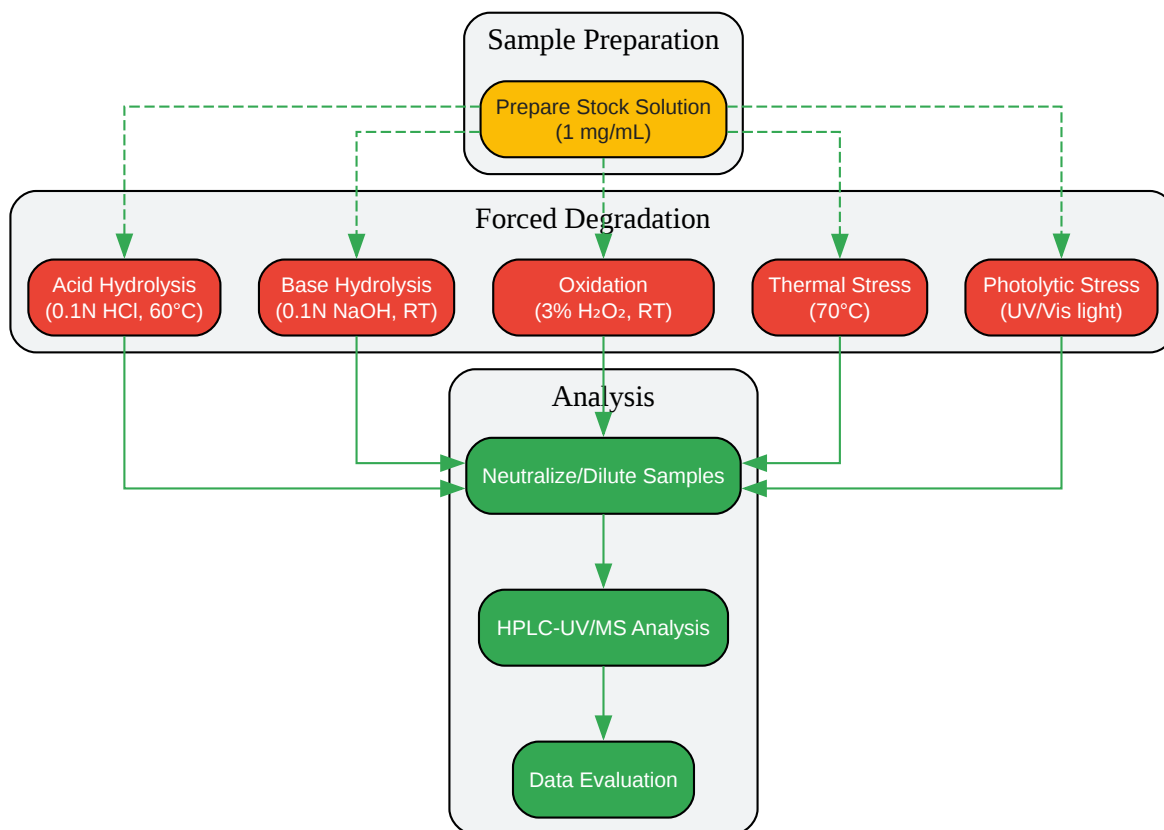 Sample Preparation
Prepare Stock Solution
(1 mg/mL)
Forced Degradation
Acid Hydrolysis
(0.1N HCl, 60°C)
Base Hydrolysis
(0.1N NaOH, RT)
Oxidation
(3% H₂O₂, RT)
Thermal Stress
(70°C)
Photolytic Stress
(UV/Vis light)
Analysis
Neutralize/Dilute Samples
HPLC-UV/MS Analysis
Data Evaluation